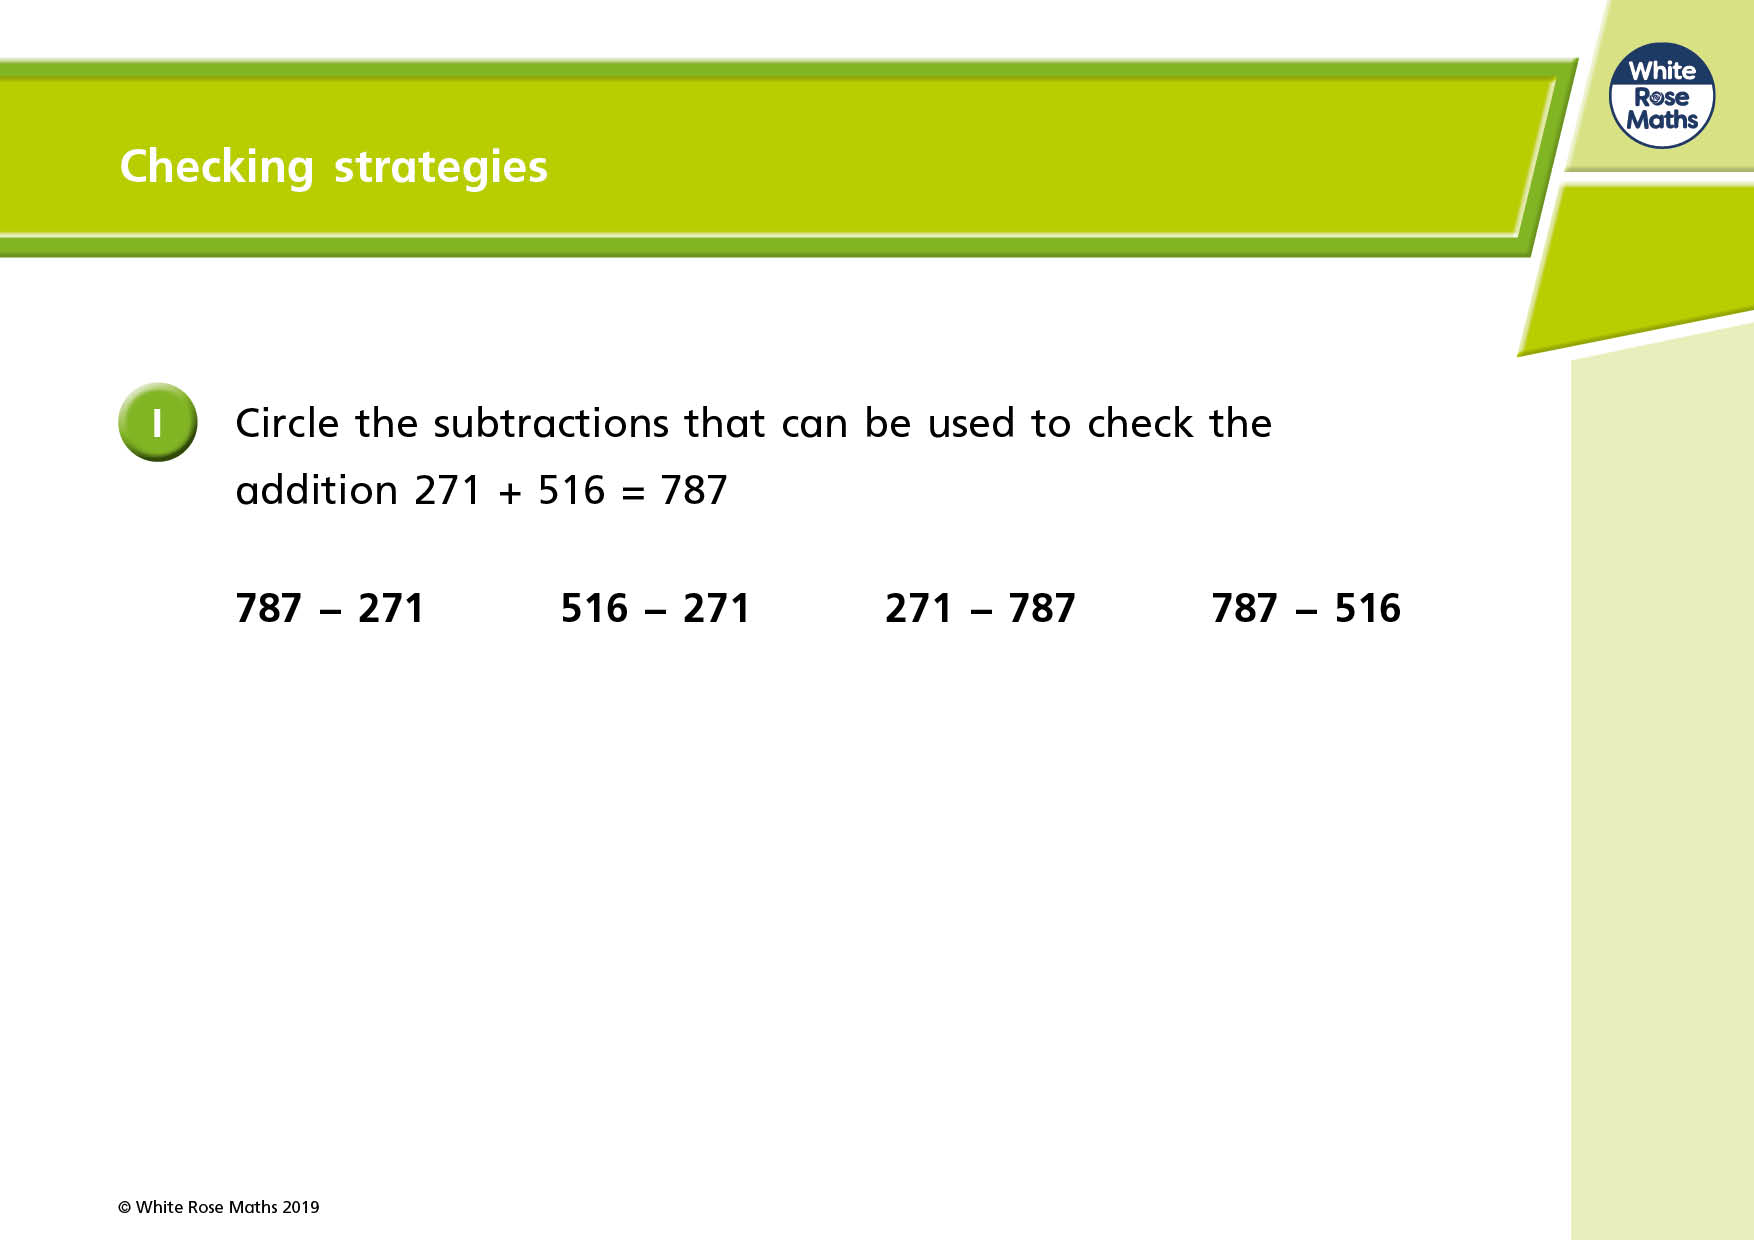 White
Rose
Maths
Checking strategies
1 Circle the subtractions that can be used to check the
addition 271 + 516 = 787
787 – 271 516 – 271 271 – 787 787 – 516
© White Rose Maths 2019